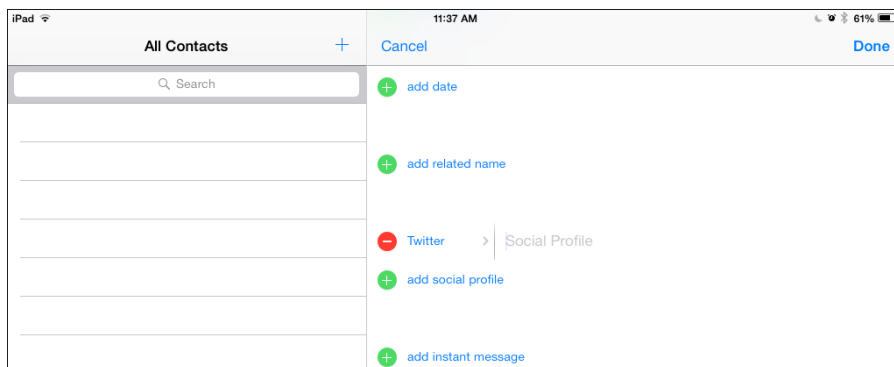 iPad
11:37 AM
61%
All Contacts
+
Cancel
Done
Search
add date
add related name
Twitter
Social Profile
add social profile
add instant message